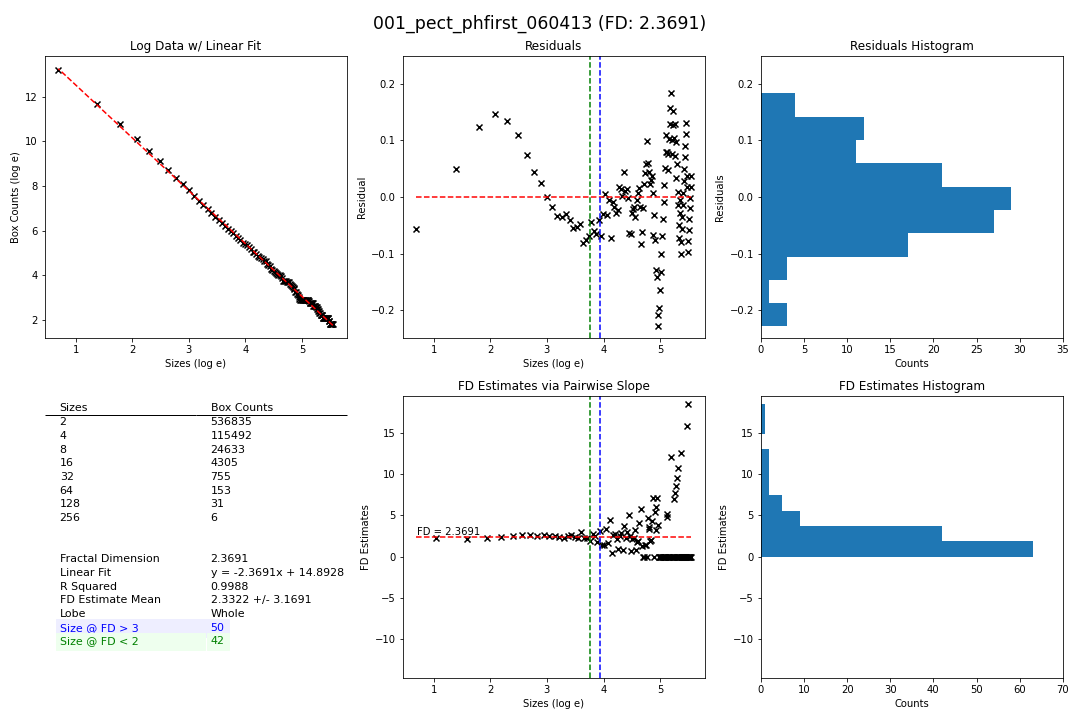 001_pect_phfirst_060413 (FD: 2.3691)
Log Data w/ Linear Fit
Box Counts (log e)
12
10
8
6
4
2
1 2 3 4 5
Sizes (log e)
Residuals
Residual
0.2
0.1
0.0
−0.1
−0.2
1 2 3 4 5
Sizes (log e)
Residuals Histogram
Residuals
0.2
0.1
0.0
−0.1
−0.2
0 5 10 15 20 25 30 35
Counts
Sizes Box Counts
2 536835
4 115492
8 24633
16 4305
32 755
64 153
128 31
256 6
Fractal Dimension 2.3691
Linear Fit y = -2.3691x + 14.8928
R Squared 0.9988
FD Estimate Mean 2.3322 +/- 3.1691
Lobe Whole
Size @ FD > 3 50
Size @ FD < 2 42
FD Estimates via Pairwise Slope
FD Estimates
15
10
5
0
−5
−10
FD = 2.3691
1 2 3 4 5
Sizes (log e)
FD Estimates Histogram
FD Estimates
15
10
5
0
−5
−10
0 10 20 30 40 50 60 70
Counts